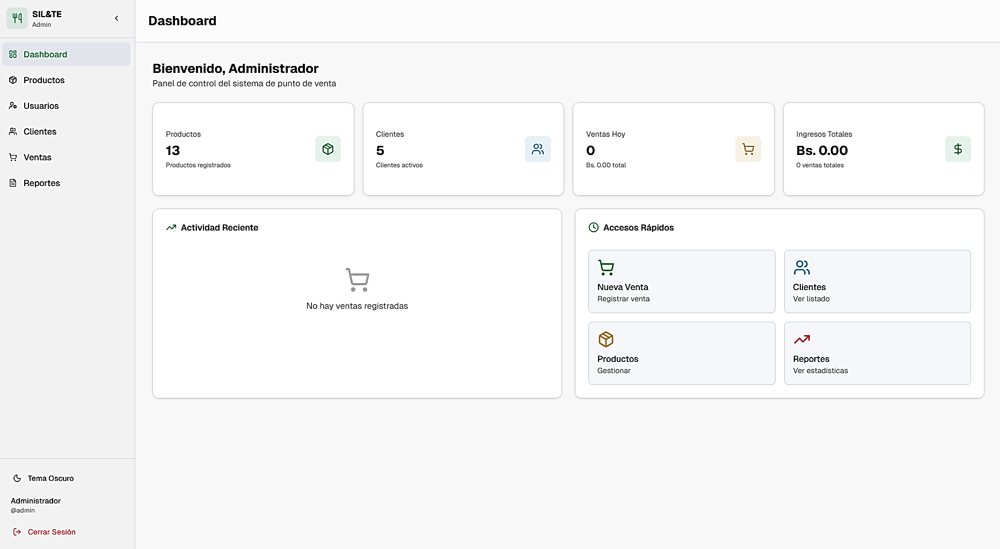 SIL&TE
Admin
Dashboard
Productos
Usuarios
Clientes
Ventas
Reportes
Tema Oscuro
Administrador
@admin
Cerrar Sesión
Dashboard
Bienvenido, Administrador
Panel de control del sistema de punto de venta
Productos
13
Productos registrados
Clientes
5
Clientes activos
Ventas Hoy
0
Bs. 0.00 total
Ingresos Totales
Bs. 0.00
0 ventas totales
Actividad Reciente
No hay ventas registradas
Accesos Rápidos
Nueva Venta
Registrar venta
Clientes
Ver listado
Productos
Gestionar
Reportes
Ver estadísticas